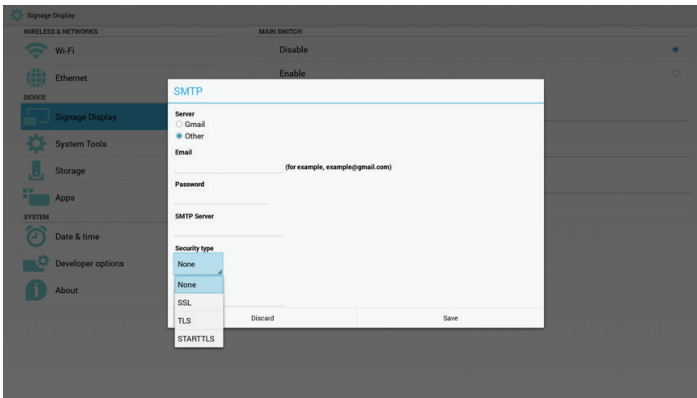 Signage Display
WIRELESS & NETWORKS
Wi-Fi
Ethernet
DEVICE
Signage Display
System Tools
Storage
Apps
SYSTEM
Date & time
Developer options
About
MAIN SWITCH
Disable
Enable
SMTP
Server
Gmail
Other
Email
(for example, example@gmail.com)
Password
SMTP Server
Security type
None
None
SSL
TLS
STARTTLS
Discard
Save